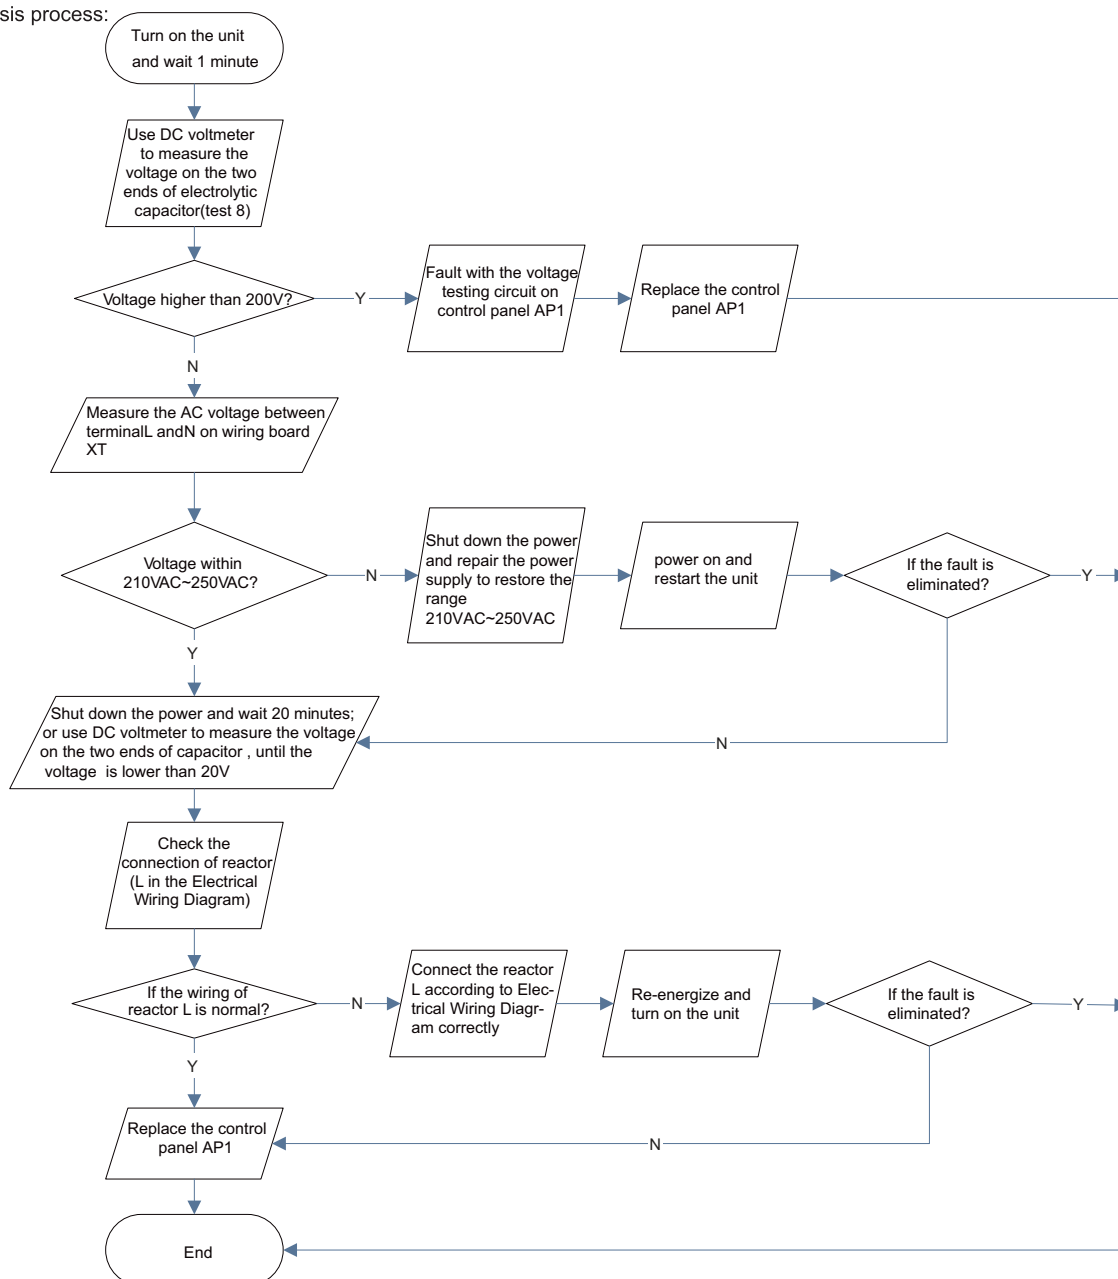 sis process:
Turn on the unit
and wait 1 minute
Use DC voltmeter
to measure the
voltage on the two
ends of electrolytic
capacitor(test 8)
Voltage higher than 200V?
Y
Fault with the voltage
testing circuit on
control panel AP1
Replace the control
panel AP1
N
Measure the AC voltage between
terminalL andN on wiring board
XT
Voltage within
210VAC~250VAC?
N
Shut down the power
and repair the power
supply to restore the
range
210VAC~250VAC
power on and
restart the unit
If the fault is
eliminated?
Y
Y
N
Shut down the power and wait 20 minutes;
or use DC voltmeter to measure the voltage
on the two ends of capacitor , until the
voltage is lower than 20V
Check the
connection of reactor
(L in the Electrical
Wiring Diagram)
If the wiring of
reactor L is normal?
N
Connect the reactor
L according to Elec-
trical Wiring Diagr-
am correctly
Re-energize and
turn on the unit
If the fault is
eliminated?
Y
Y
N
Replace the control
panel AP1
End